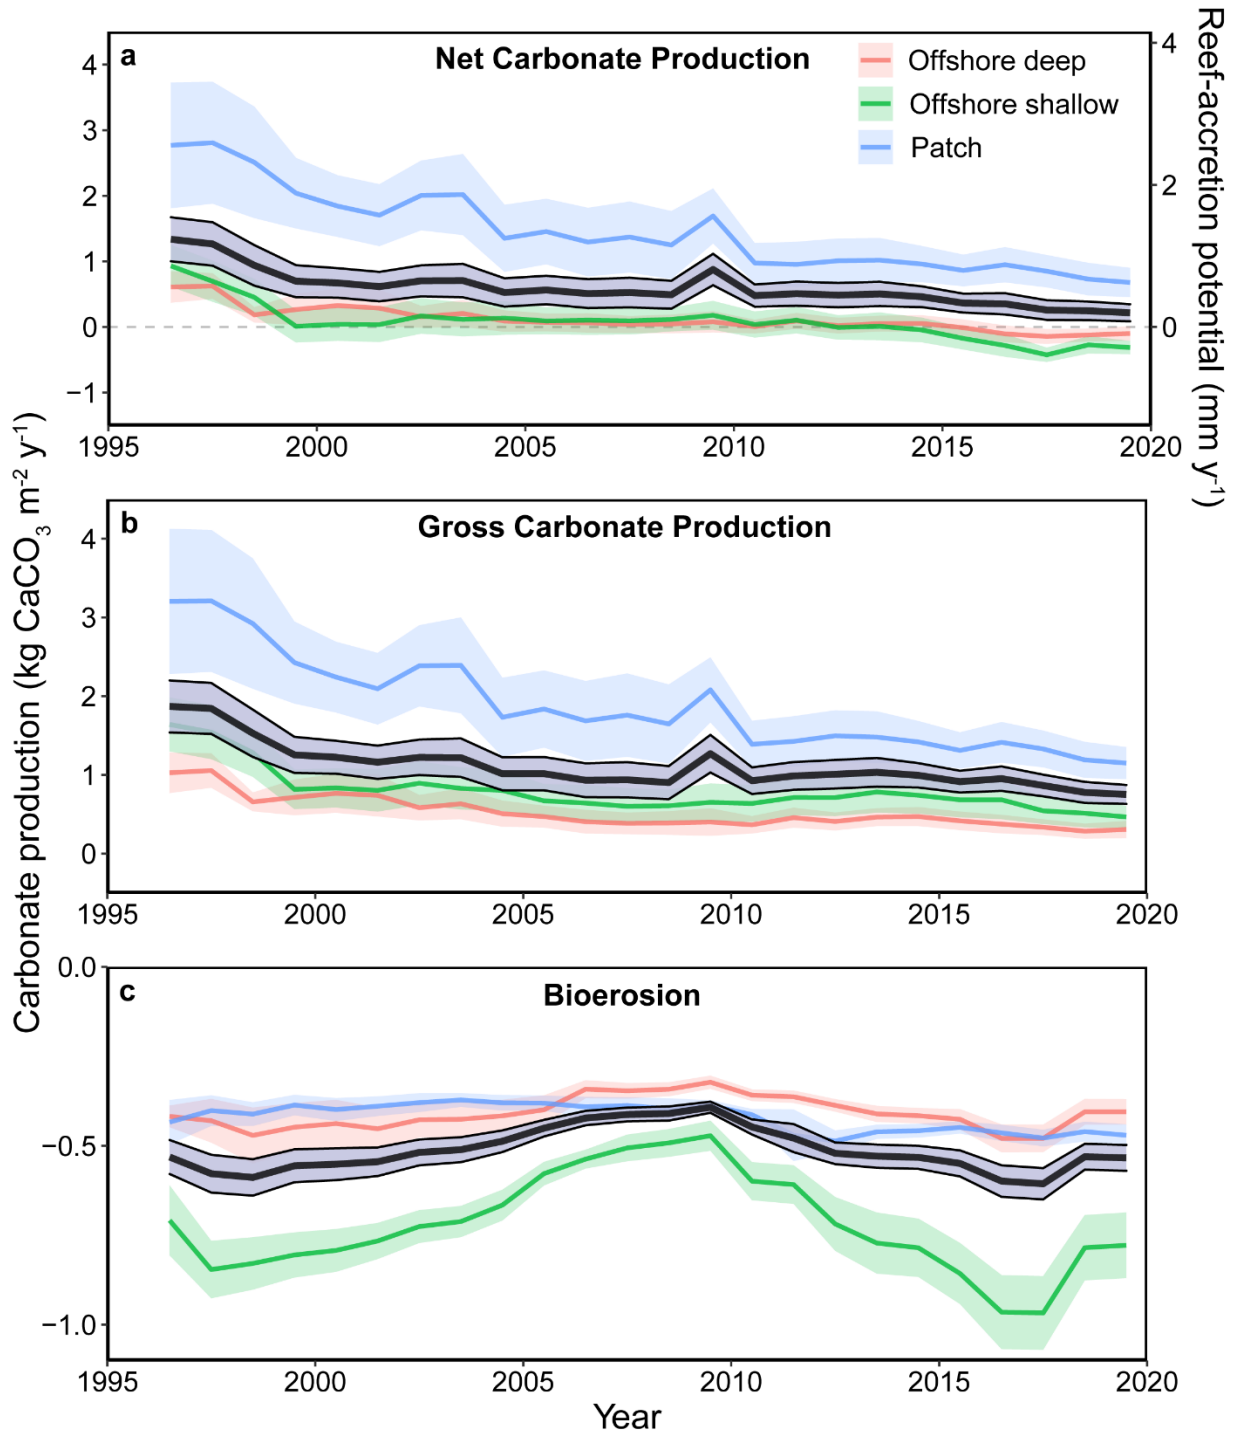 a
Net Carbonate Production
Offshore deep
Offshore shallow
Patch
4
3
2
1
0
−1
4
2
0
1995
2000
2005
2010
2015
2020
Reef-accretion potential (mm y⁻¹)
Carbonate production (kg CaCO₃ m⁻² y⁻¹)
b
Gross Carbonate Production
4
3
2
1
0
1995
2000
2005
2010
2015
2020
c
Bioerosion
0.0
−0.5
−1.0
1995
2000
2005
2010
2015
2020
Year